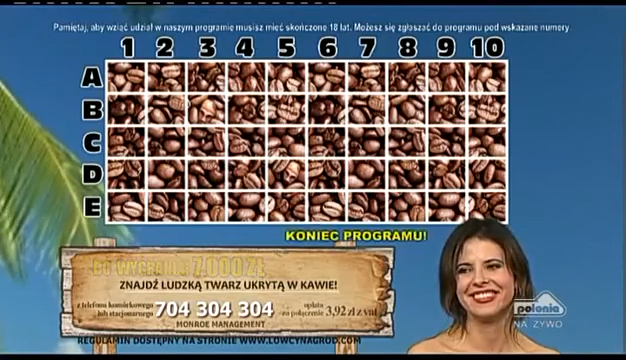 Pamiętaj, aby wziąć udział w naszym programie musisz mieć skończone 18 lat. Możesz się zgłaszać do programu pod wskazane numery
1 2 3 4 5 6 7 8 9 10
A
B
C
D
E
KONIEC PROGRAMU!
DO WYGRANIA 7000 ZŁ
ZNAJDŹ LUDZKĄ TWARZ UKRYTĄ W KAWIE!
z telefonu komórkowego
lub stacjonarnego
704 304 304
opłata
za połączenie 3,92 zł z vat
MONROE MANAGEMENT
REGULAMIN DOSTĘPNY NA STRONIE WWW.LOWCYNAGROD.COM
polonia
NA ŻYWO